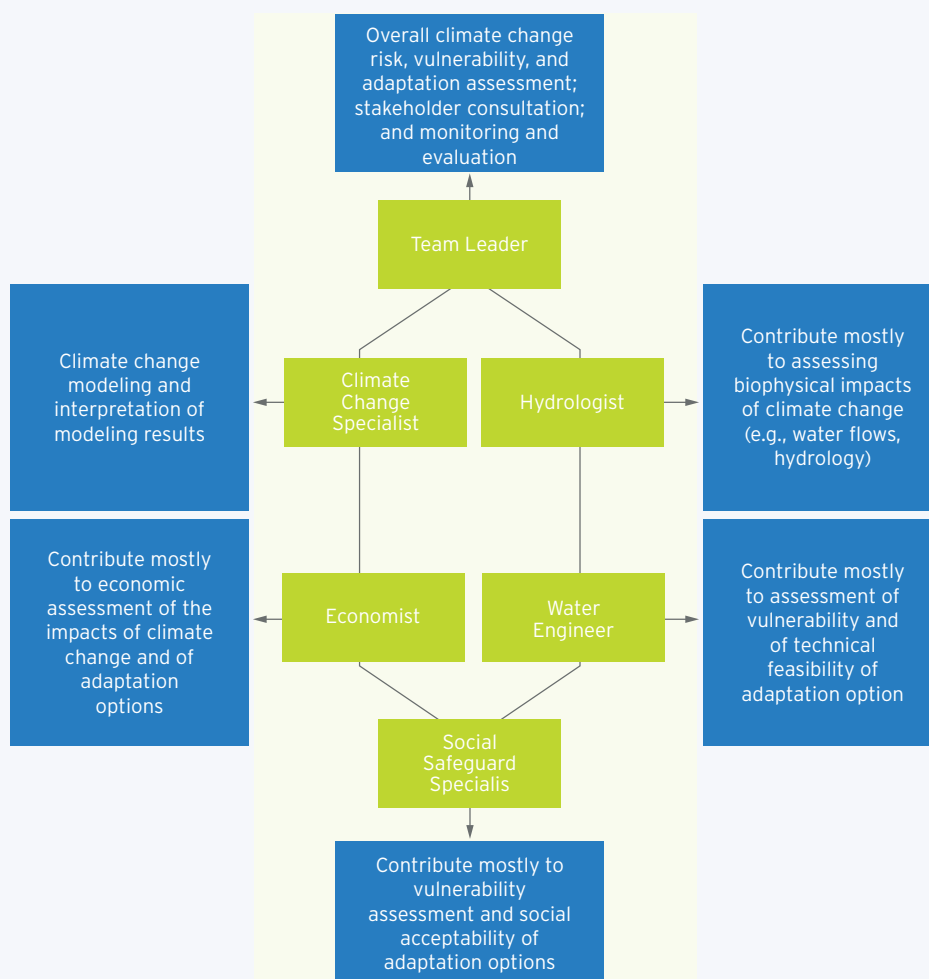 Overall climate change
risk, vulnerability, and
adaptation assessment;
stakeholder consultation;
and monitoring and
evaluation
Team Leader
Climate change
modeling and
interpretation of
modeling results
Climate
Change
Specialist
Hydrologist
Contribute mostly
to assessing
biophysical impacts
of climate change
(e.g., water flows,
hydrology)
Contribute mostly
to economic
assessment of the
impacts of climate
change and of
adaptation
options
Economist
Water
Engineer
Contribute mostly
to assessment of
vulnerability and
of technical
feasibility of
adaptation option
Social
Safeguard
Specialis
Contribute mostly to
vulnerability
assessment and social
acceptability of
adaptation options